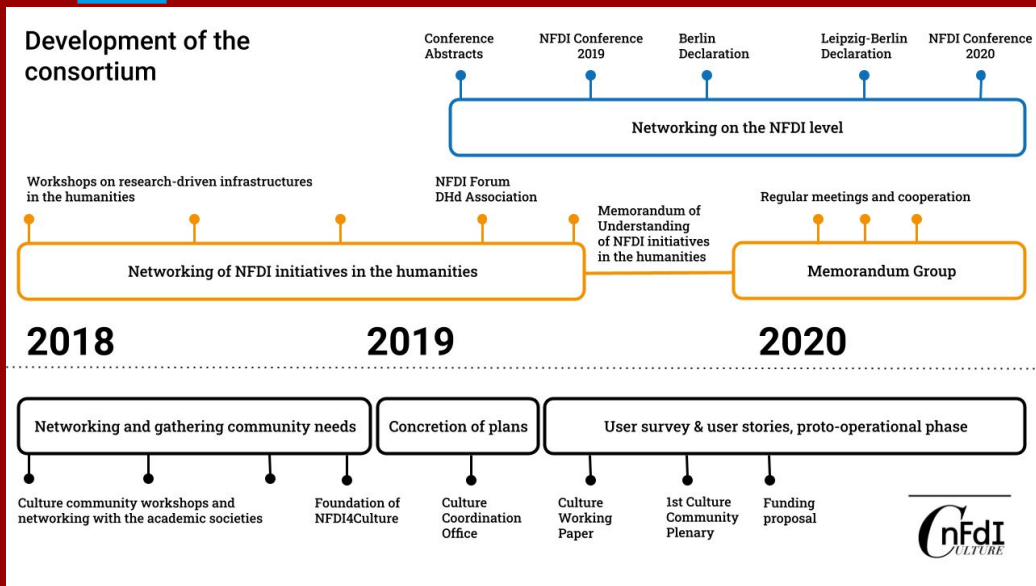 Development of the
consortium
Conference
Abstracts
NFDI Conference
2019
Berlin
Declaration
Leipzig-Berlin
Declaration
NFDI Conference
2020
Networking on the NFDI level
Workshops on research-driven infrastructures
in the humanities
NFDI Forum
DHd Association
Memorandum of
Understanding
of NFDI initiatives
in the humanities
Regular meetings and cooperation
Networking of NFDI initiatives in the humanities
Memorandum Group
2018
2019
2020
Networking and gathering community needs
Concretion of plans
User survey & user stories, proto-operational phase
Culture community workshops and
networking with the academic societies
Foundation of
NFDI4Culture
Culture
Coordination
Office
Culture
Working
Paper
1st Culture
Community
Plenary
Funding
proposal
nFdI
CULTURE